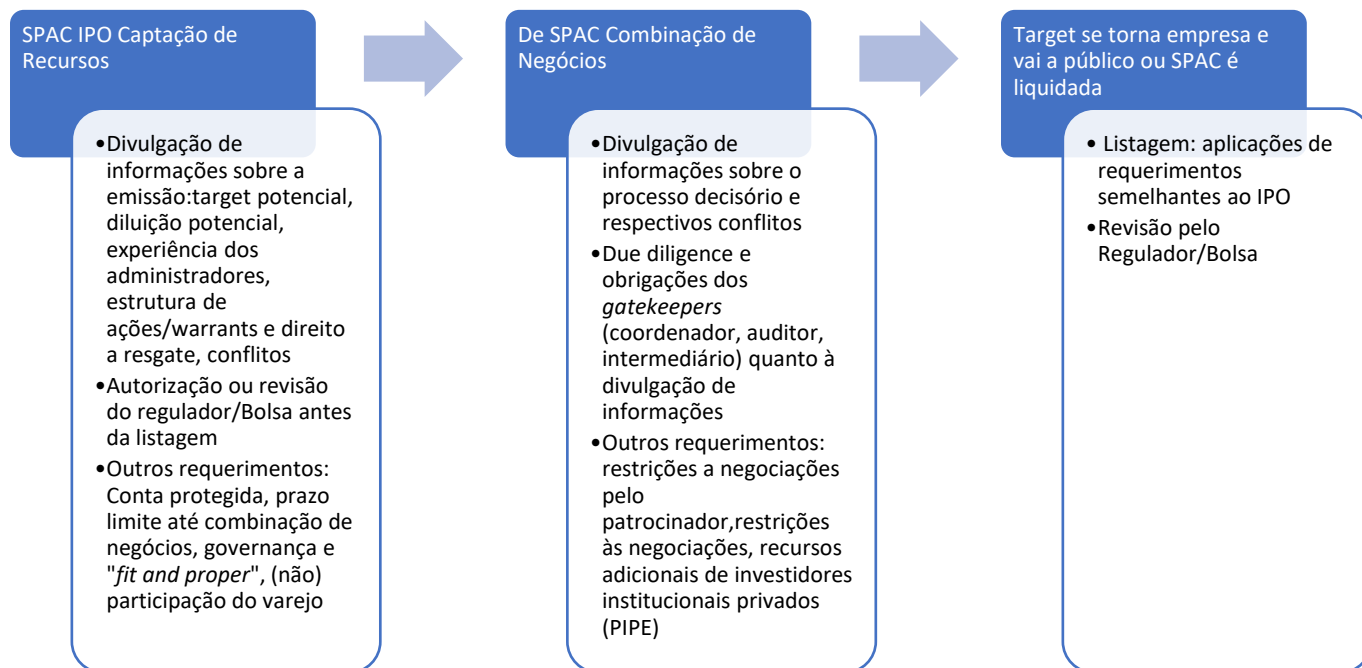 SPAC IPO Captação de
Recursos
•Divulgação de
informações sobre a
emissão:target potencial,
diluição potencial,
experiência dos
administradores,
estrutura de
ações/warrants e direito
a resgate, conflitos
•Autorização ou revisão
do regulador/Bolsa antes
da listagem
•Outros requerimentos:
Conta protegida, prazo
limite até combinação de
negócios, governança e
"fit and proper", (não)
participação do varejo
De SPAC Combinação de
Negócios
•Divulgação de
informações sobre o
processo decisório e
respectivos conflitos
•Due diligence e
obrigações dos
gatekeepers
(coordenador, auditor,
intermediário) quanto à
divulgação de
informações
•Outros requerimentos:
restrições a negociações
pelo
patrocinador,restrições
às negociações, recursos
adicionais de investidores
institucionais privados
(PIPE)
Target se torna empresa e
vai a público ou SPAC é
liquidada
• Listagem: aplicações de
requerimentos
semelhantes ao IPO
•Revisão pelo
Regulador/Bolsa